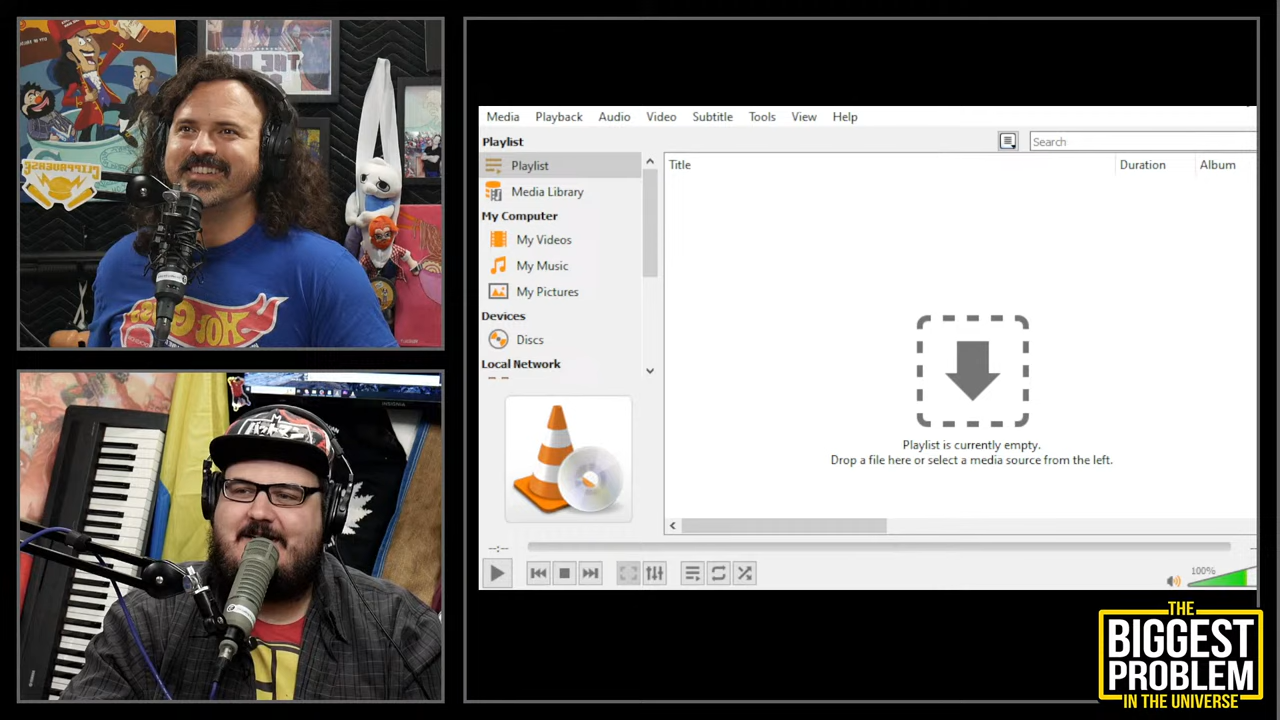 Media Playback Audio Video Subtitle Tools View Help
Playlist
Search
Playlist
Media Library
My Computer
My Videos
My Music
My Pictures
Devices
Discs
Local Network
Title Duration Album
Playlist is currently empty.
Drop a file here or select a media source from the left.
--:--
100%
THE
BIGGEST
PROBLEM
IN THE UNIVERSE